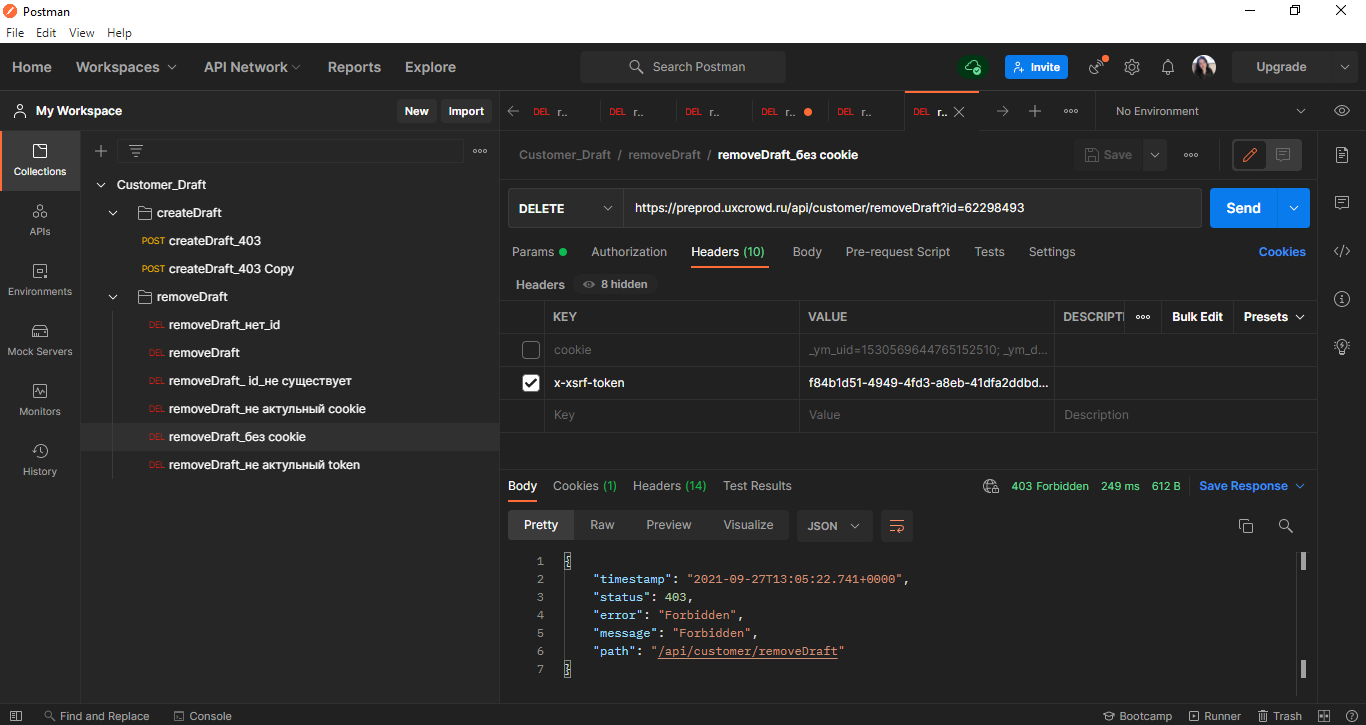 Postman
File Edit View Help
Home Workspaces API Network Reports Explore Search Postman Invite Upgrade
My Workspace New Import
DEL r.. DEL r.. DEL r.. DEL r.. DEL r.. DEL r.. No Environment
Collections
APIs
Environments
Mock Servers
Monitors
History
Customer_Draft
createDraft
POST createDraft_403
POST createDraft_403 Copy
removeDraft
DEL removeDraft_нет_id
DEL removeDraft
DEL removeDraft_ id_не существует
DEL removeDraft_не актульный cookie
DEL removeDraft_без cookie
DEL removeDraft_не актульный token
Customer_Draft / removeDraft / removeDraft_без cookie Save
DELETE https://preprod.uxcrowd.ru/api/customer/removeDraft?id=62298493 Send
Params Authorization Headers (10) Body Pre-request Script Tests Settings Cookies
Headers 8 hidden
KEY VALUE DESCRIPTI Bulk Edit Presets
cookie _ym_uid=1530569644765152510; _ym_d...
x-xsrf-token f84b1d51-4949-4fd3-a8eb-41dfa2ddbd...
Key Value Description
Body Cookies (1) Headers (14) Test Results 403 Forbidden 249 ms 612 B Save Response
Pretty Raw Preview Visualize JSON
1 {
2 "timestamp": "2021-09-27T13:05:22.741+0000",
3 "status": 403,
4 "error": "Forbidden",
5 "message": "Forbidden",
6 "path": "/api/customer/removeDraft"
7 }
Find and Replace Console Bootcamp Runner Trash